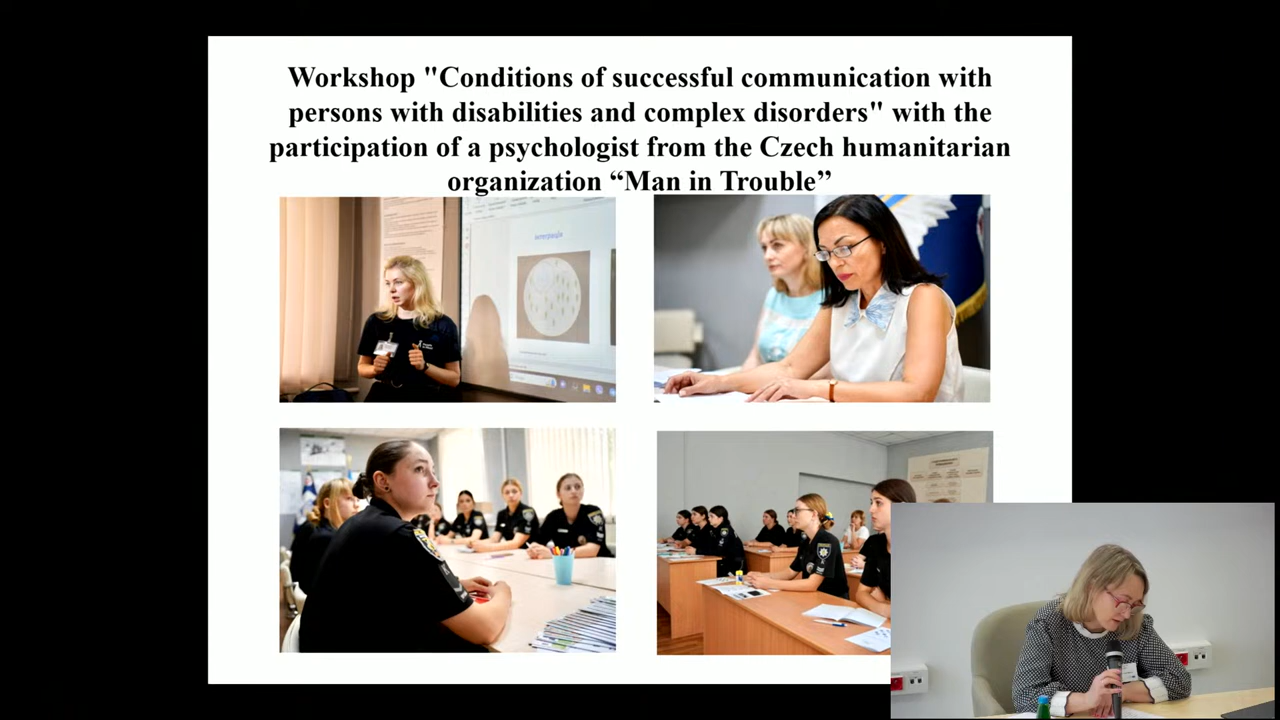 Workshop "Conditions of successful communication with
persons with disabilities and complex disorders" with the
participation of a psychologist from the Czech humanitarian
organization “Man in Trouble”
Інтеграція